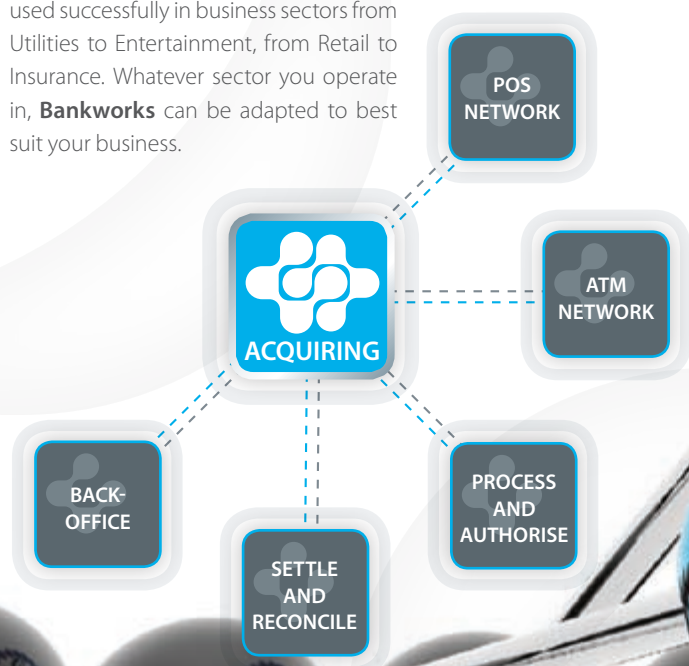 used successfully in business sectors from
Utilities to Entertainment, from Retail to
Insurance. Whatever sector you operate
in, Bankworks can be adapted to best
suit your business.
POS
NETWORK
ATM
NETWORK
ACQUIRING
PROCESS
AND
AUTHORISE
BACK-
OFFICE
SETTLE
AND
RECONCILE